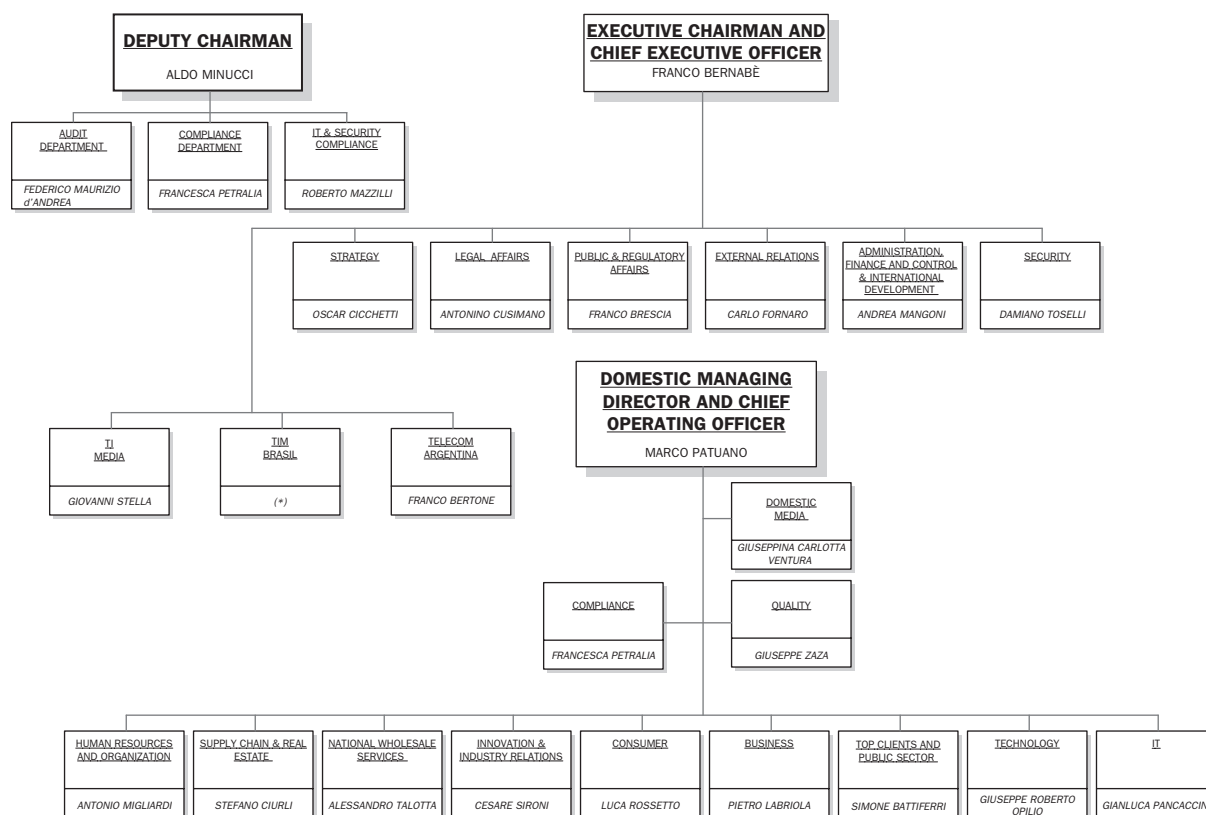 DEPUTY CHAIRMAN
ALDO MINUCCI
EXECUTIVE CHAIRMAN AND
CHIEF EXECUTIVE OFFICER
FRANCO BERNABÈ
AUDIT
DEPARTMENT
FEDERICO MAURIZIO
d'ANDREA
COMPLIANCE
DEPARTMENT
FRANCESCA PETRALIA
IT & SECURITY
COMPLIANCE
ROBERTO MAZZILLI
STRATEGY
OSCAR CICCHETTI
LEGAL AFFAIRS
ANTONINO CUSIMANO
PUBLIC & REGULATORY
AFFAIRS
FRANCO BRESCIA
EXTERNAL RELATIONS
CARLO FORNARO
ADMINISTRATION,
FINANCE AND CONTROL
& INTERNATIONAL
DEVELOPMENT
ANDREA MANGONI
SECURITY
DAMIANO TOSELLI
DOMESTIC MANAGING
DIRECTOR AND CHIEF
OPERATING OFFICER
MARCO PATUANO
TI
MEDIA
GIOVANNI STELLA
TIM
BRASIL
(*)
TELECOM
ARGENTINA
FRANCO BERTONE
DOMESTIC
MEDIA
GIUSEPPINA CARLOTTA
VENTURA
COMPLIANCE
FRANCESCA PETRALIA
QUALITY
GIUSEPPE ZAZA
HUMAN RESOURCES
AND ORGANIZATION
ANTONIO MIGLIARDI
SUPPLY CHAIN & REAL
ESTATE
STEFANO CIURLI
NATIONAL WHOLESALE
SERVICES
ALESSANDRO TALOTTA
INNOVATION &
INDUSTRY RELATIONS
CESARE SIRONI
CONSUMER
LUCA ROSSETTO
BUSINESS
PIETRO LABRIOLA
TOP CLIENTS AND
PUBLIC SECTOR
SIMONE BATTIFERRI
TECHNOLOGY
GIUSEPPE ROBERTO
OPILIO
IT
GIANLUCA PANCACCINI